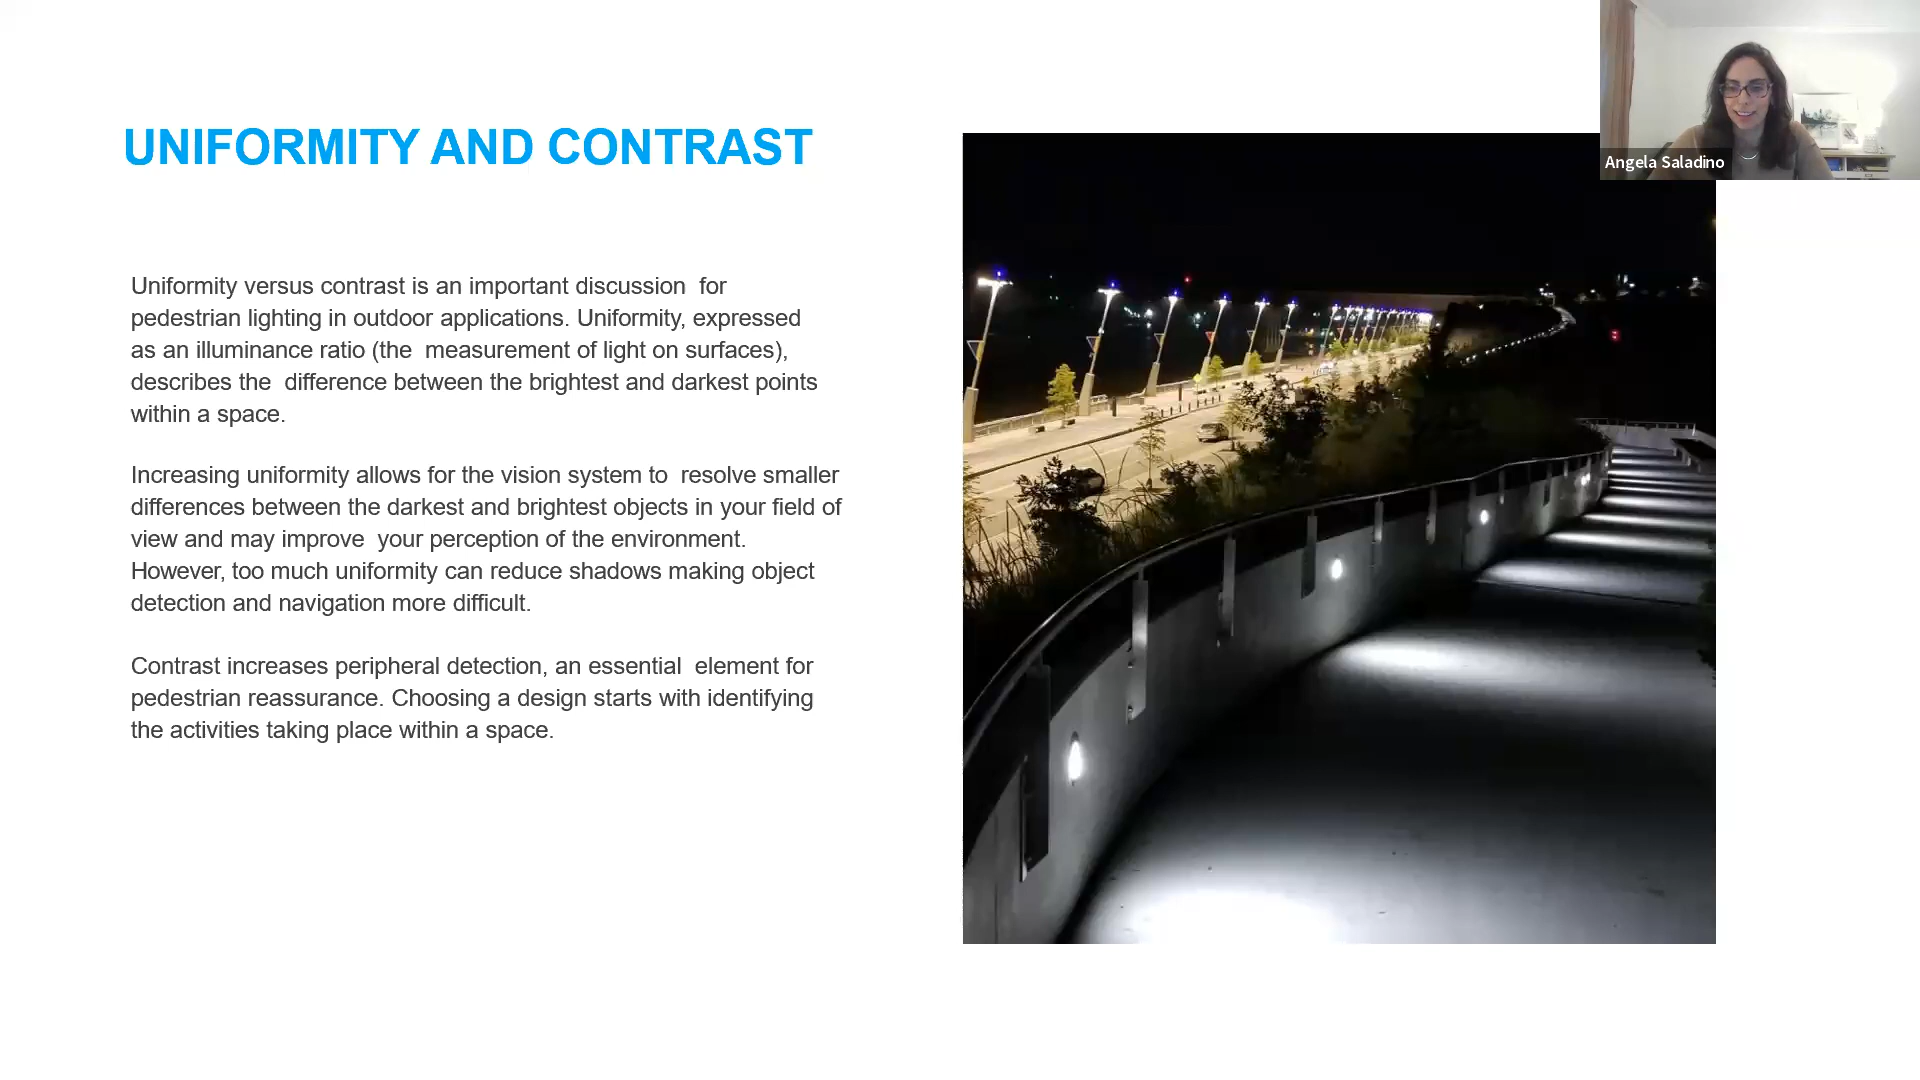 UNIFORMITY AND CONTRAST
Angela Saladino
Uniformity versus contrast is an important discussion  for
pedestrian lighting in outdoor applications. Uniformity, expressed
as an illuminance ratio (the  measurement of light on surfaces),
describes the  difference between the brightest and darkest points
within a space.
Increasing uniformity allows for the vision system to  resolve smaller
differences between the darkest and brightest objects in your field of
view and may improve  your perception of the environment.
However, too much uniformity can reduce shadows making object
detection and navigation more difficult.
Contrast increases peripheral detection, an essential  element for
pedestrian reassurance. Choosing a design starts with identifying
the activities taking place within a space.